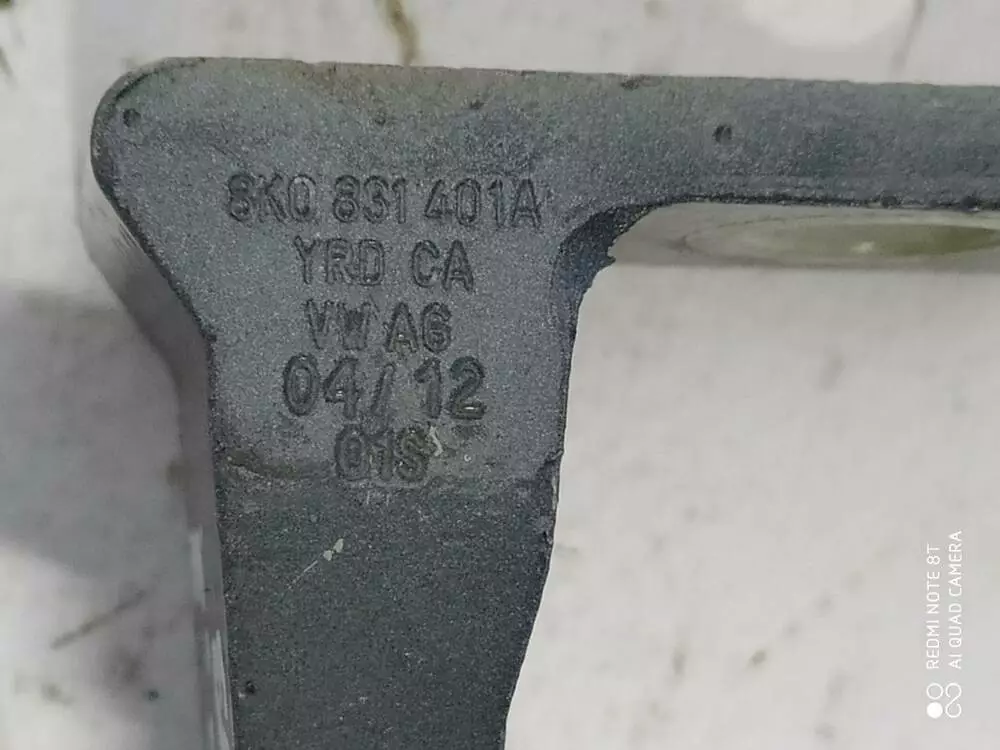 8K0 831 401A
YRD CA
VW AG
04/12
01S
REDMI NOTE 8T
AI QUAD CAMERA